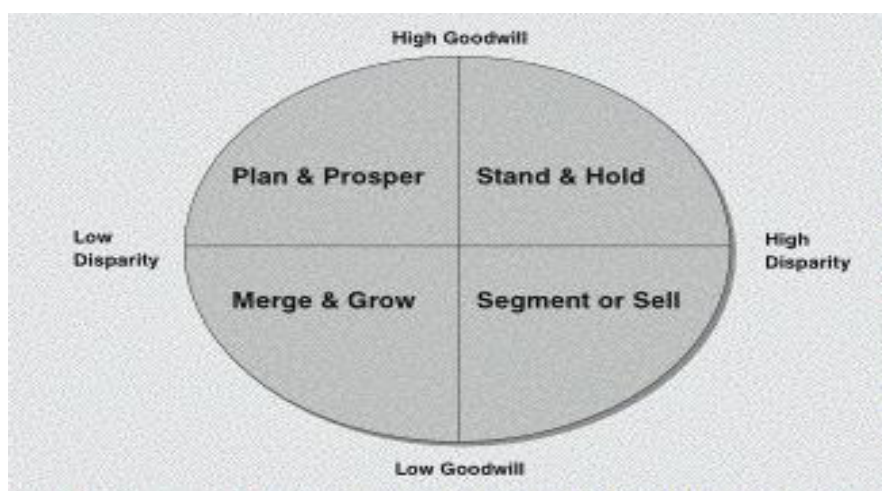 High Goodwill
Plan & Prosper
Stand & Hold
Low
Disparity
High
Disparity
Merge & Grow
Segment or Sell
Low Goodwill